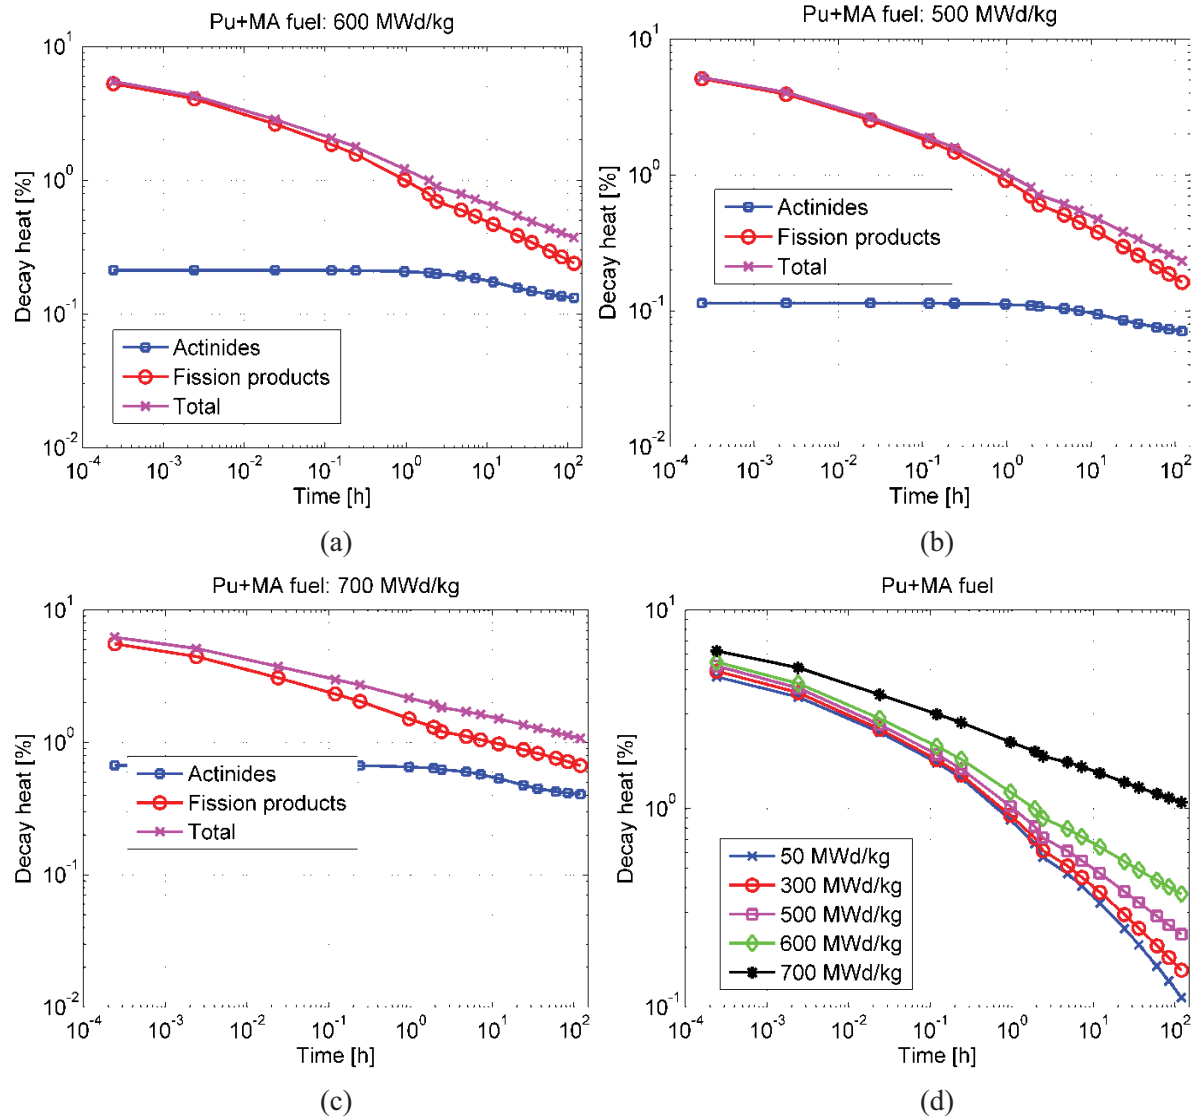 Pu+MA fuel: 600 MWd/kg
10^1
10^0
10^-1
10^-2
Decay heat [%]
Actinides
Fission products
Total
10^-4 10^-3 10^-2 10^-1 10^0 10^1 10^2
Time [h]
(a)
Pu+MA fuel: 500 MWd/kg
10^1
10^0
10^-1
10^-2
Decay heat [%]
Actinides
Fission products
Total
10^-4 10^-3 10^-2 10^-1 10^0 10^1 10^2
Time [h]
(b)
Pu+MA fuel: 700 MWd/kg
10^1
10^0
10^-1
10^-2
Decay heat [%]
Actinides
Fission products
Total
10^-4 10^-3 10^-2 10^-1 10^0 10^1 10^2
Time [h]
(c)
Pu+MA fuel
10^1
10^0
10^-1
Decay heat [%]
50 MWd/kg
300 MWd/kg
500 MWd/kg
600 MWd/kg
700 MWd/kg
10^-4 10^-3 10^-2 10^-1 10^0 10^1 10^2
Time [h]
(d)